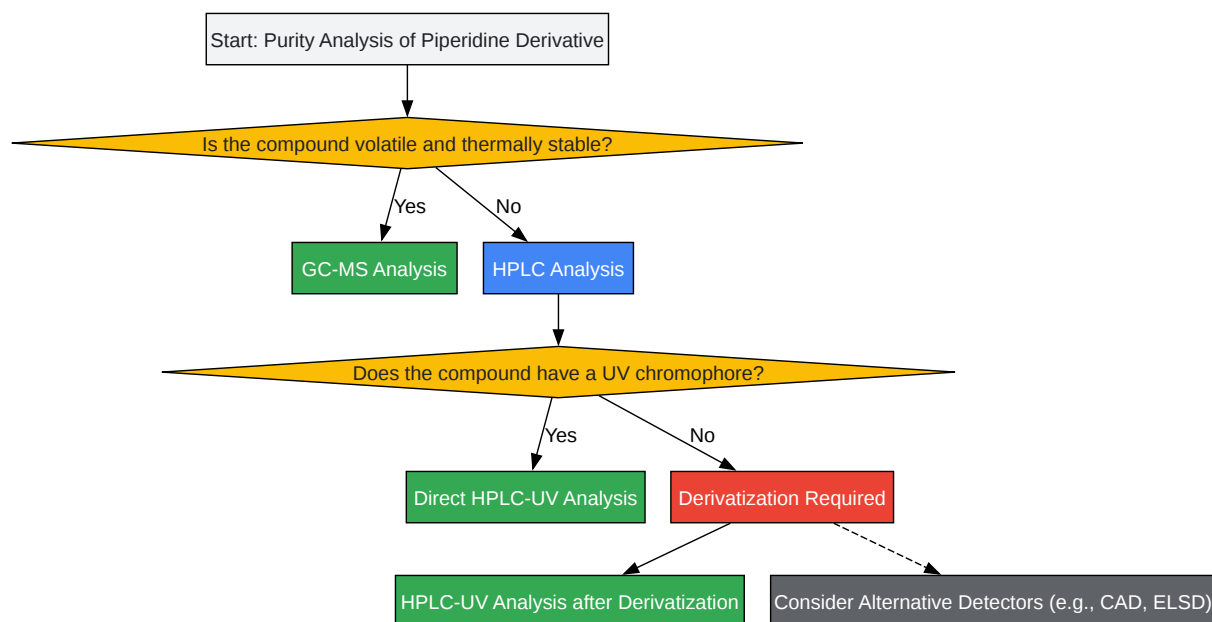 Start: Purity Analysis of Piperidine Derivative
Is the compound volatile and thermally stable?
Yes
No
GC-MS Analysis
HPLC Analysis
Does the compound have a UV chromophore?
Yes
No
Direct HPLC-UV Analysis
Derivatization Required
HPLC-UV Analysis after Derivatization
Consider Alternative Detectors (e.g., CAD, ELSD)